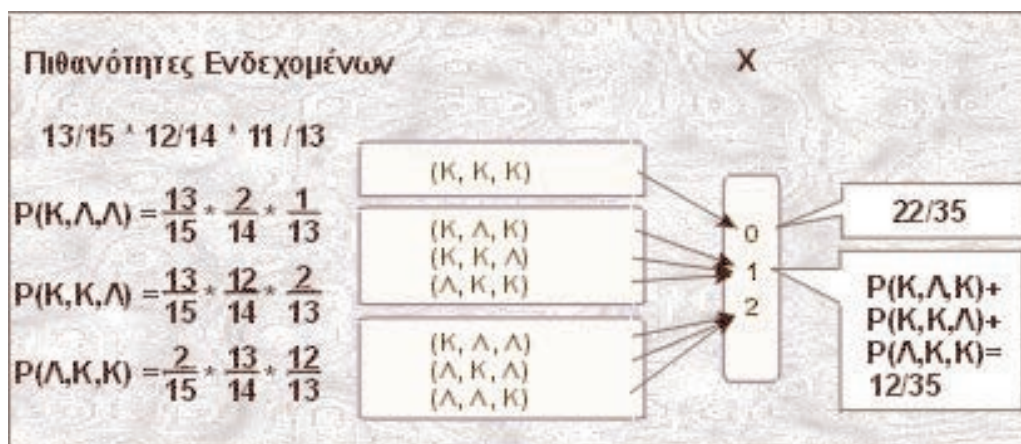 Πιθανότητες Ενδεχομένων
X
13/15 * 12/14 * 11 /13
P(Κ,Λ,Λ) = 13/15 * 2/14 * 1/13
P(Κ,Κ,Λ) = 13/15 * 12/14 * 2/13
P(Λ,Κ,Κ) = 2/15 * 13/14 * 12/13
(Κ, Κ, Κ)
(Κ, Λ, Κ)
(Κ, Κ, Λ)
(Λ, Κ, Κ)
(Κ, Λ, Λ)
(Λ, Κ, Λ)
(Λ, Λ, Κ)
0
1
2
22/35
P(Κ,Λ,Κ)+
P(Κ,Κ,Λ)+
P(Λ,Κ,Κ)=
12/35